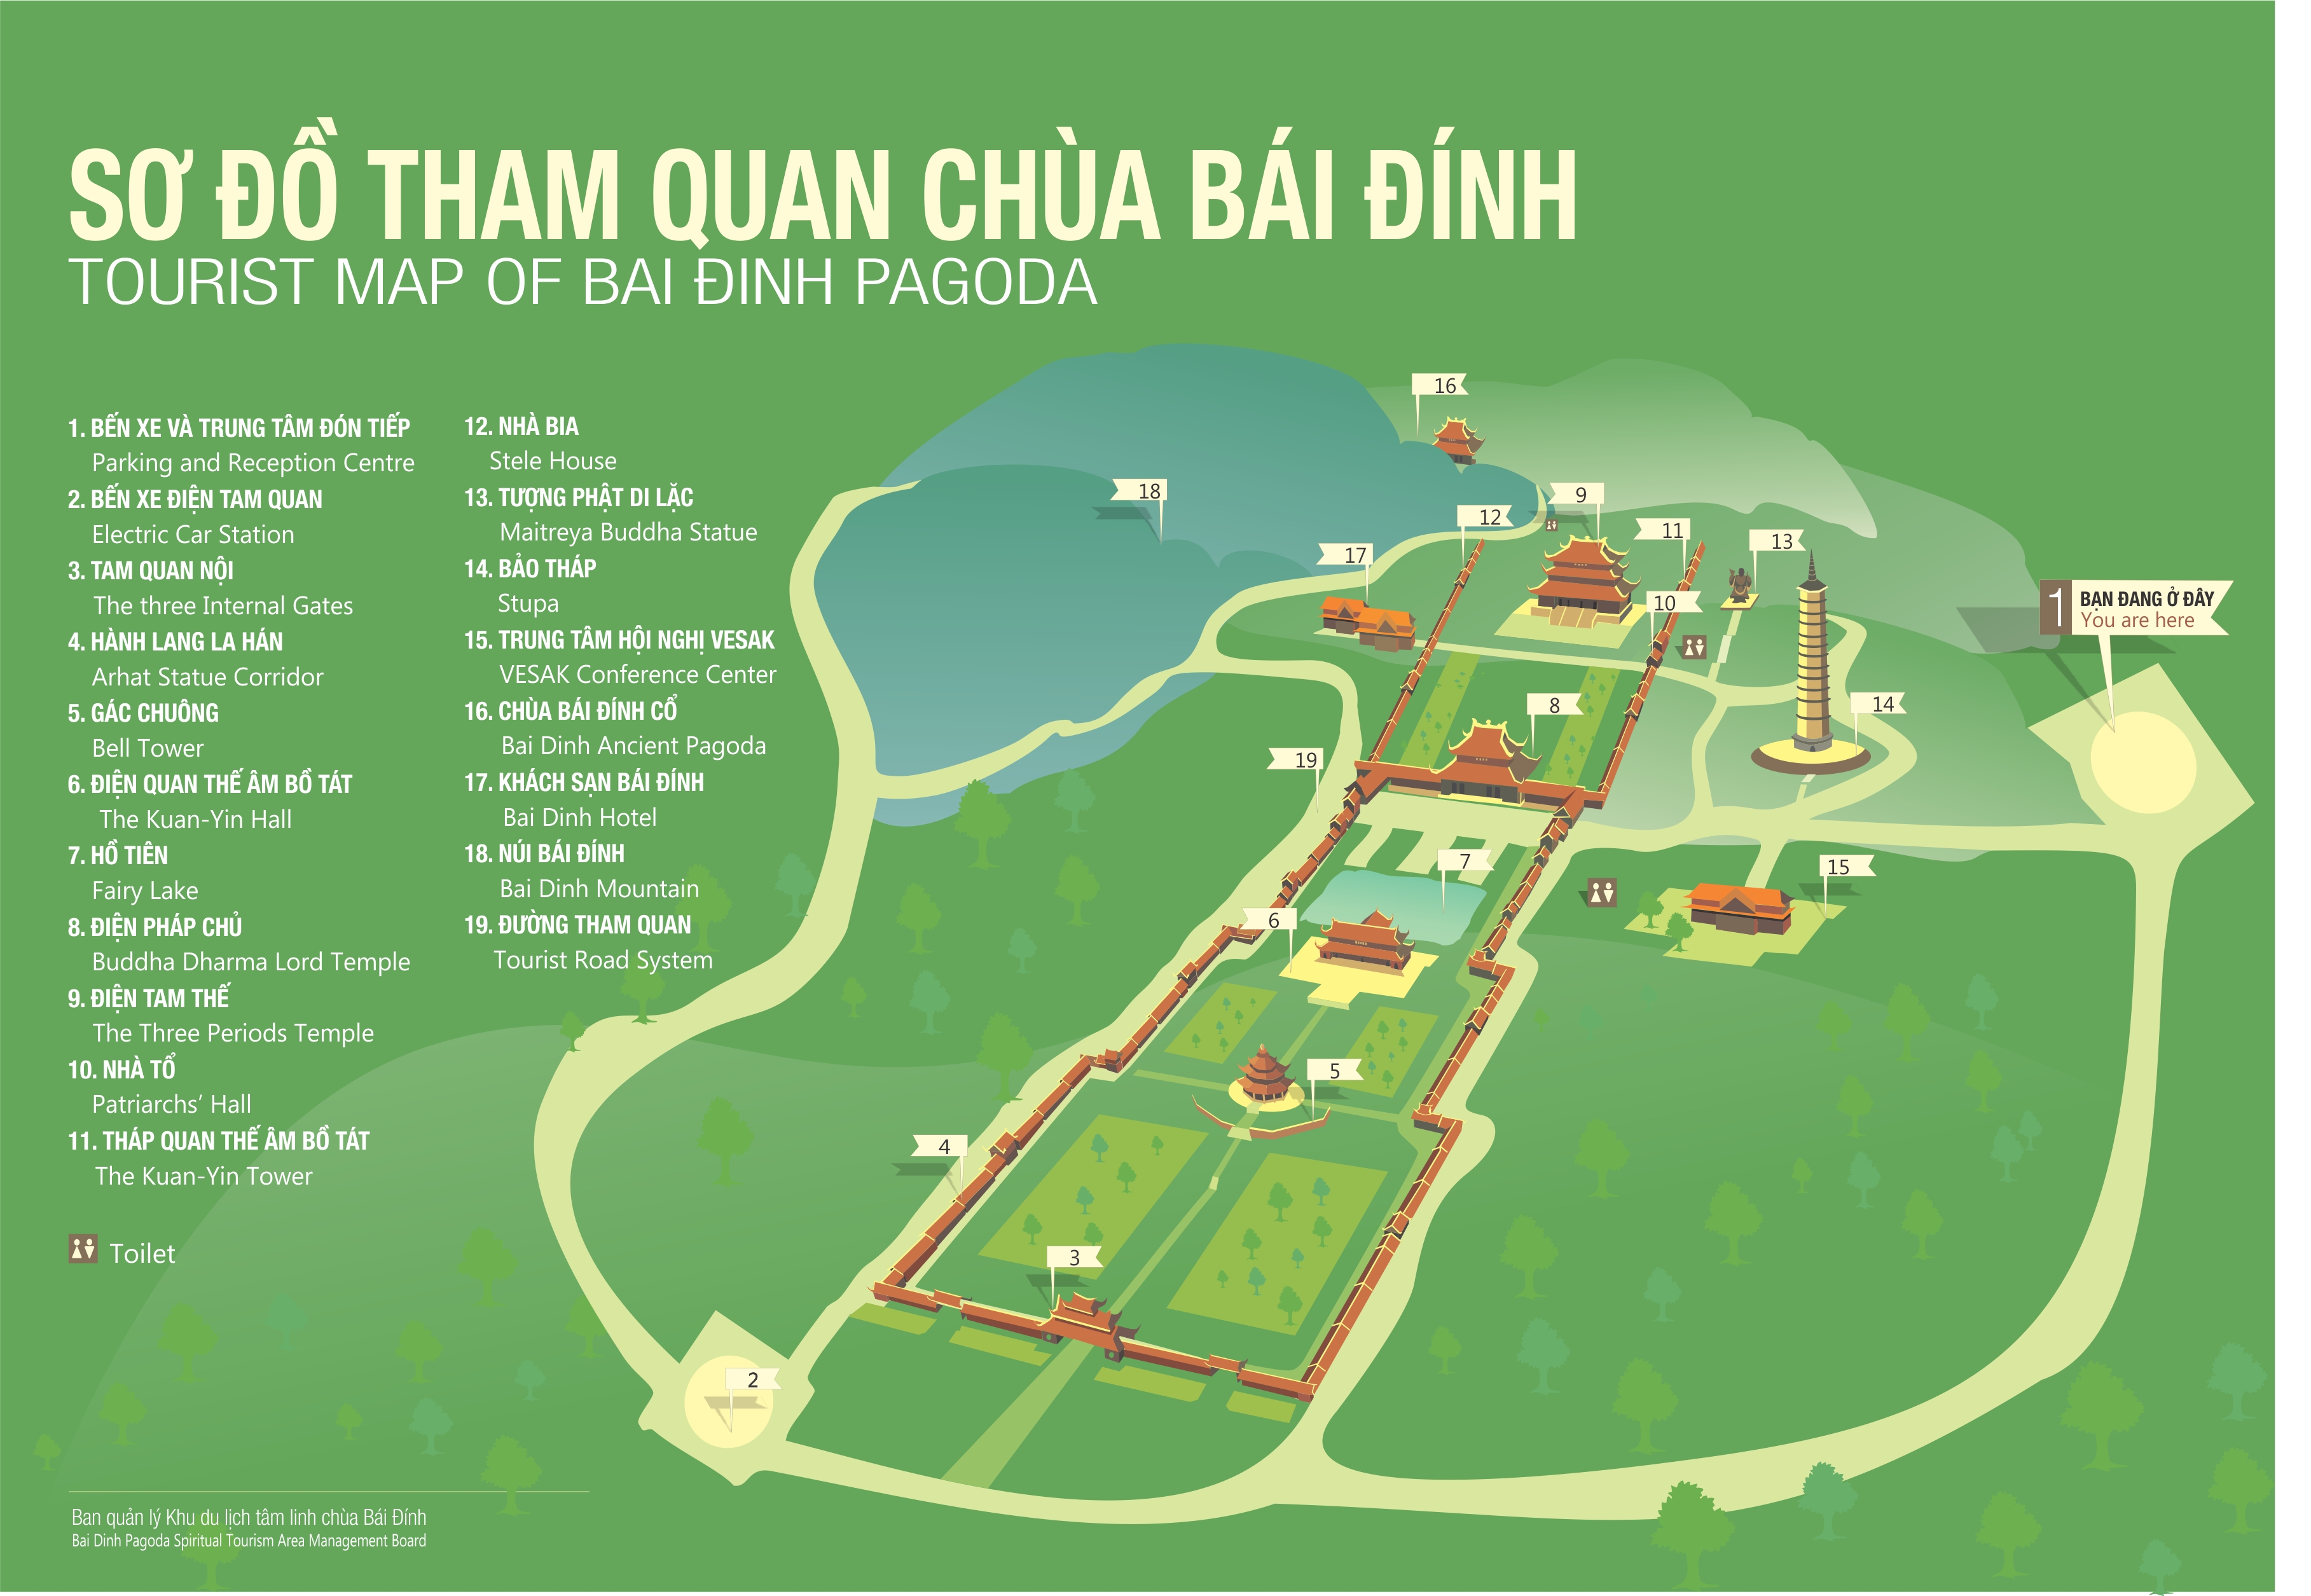 SƠ ĐỒ THAM QUAN CHÙA BÁI ĐÍNH
TOURIST MAP OF BAI ĐINH PAGODA
1. BẾN XE VÀ TRUNG TÂM ĐÓN TIẾP
Parking and Reception Centre
2. BẾN XE ĐIỆN TAM QUAN
Electric Car Station
3. TAM QUAN NỘI
The three Internal Gates
4. HÀNH LANG LA HÁN
Arhat Statue Corridor
5. GÁC CHUÔNG
Bell Tower
6. ĐIỆN QUAN THẾ ÂM BỒ TÁT
The Kuan-Yin Hall
7. HỒ TIÊN
Fairy Lake
8. ĐIỆN PHÁP CHỦ
Buddha Dharma Lord Temple
9. ĐIỆN TAM THẾ
The Three Periods Temple
10. NHÀ TỔ
Patriarchs’ Hall
11. THÁP QUAN THẾ ÂM BỒ TÁT
The Kuan-Yin Tower
Toilet
12. NHÀ BIA
Stele House
13. TƯỢNG PHẬT DI LẶC
Maitreya Buddha Statue
14. BẢO THÁP
Stupa
15. TRUNG TÂM HỘI NGHỊ VESAK
VESAK Conference Center
16. CHÙA BÁI ĐÍNH CỔ
Bai Dinh Ancient Pagoda
17. KHÁCH SẠN BÁI ĐÍNH
Bai Dinh Hotel
18. NÚI BÁI ĐÍNH
Bai Dinh Mountain
19. ĐƯỜNG THAM QUAN
Tourist Road System
16
18
9
12
11
13
17
10
1 BẠN ĐANG Ở ĐÂY
You are here
8
14
19
7
15
6
5
4
3
2
Ban quản lý Khu du lịch tâm linh chùa Bái Đính
Bai Dinh Pagoda Spiritual Tourism Area Management Board